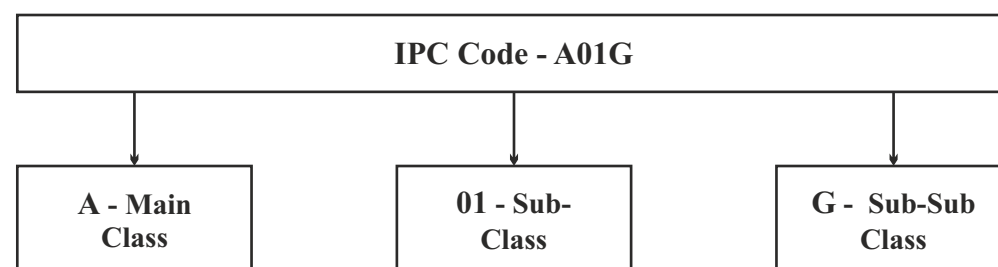 IPC Code - A01G
A - Main
Class
01 - Sub-
Class
G - Sub-Sub
Class